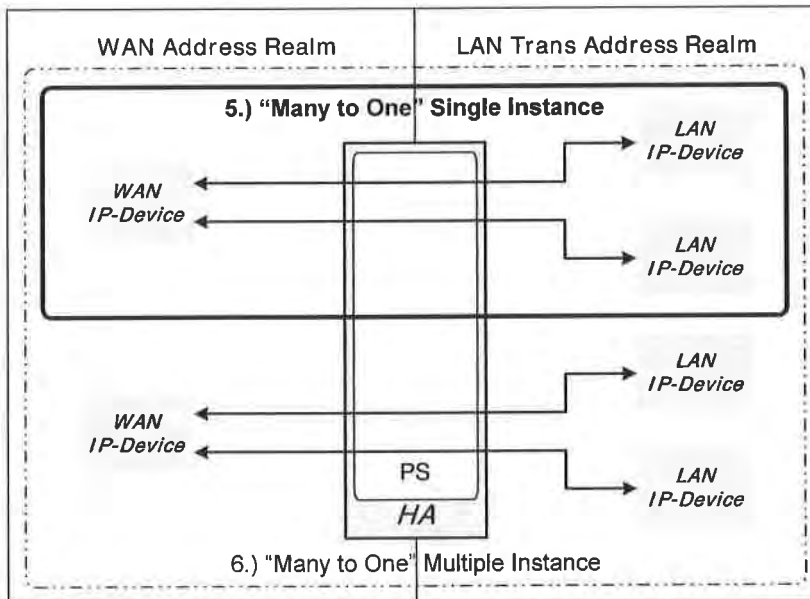 WAN Address Realm
LAN Trans Address Realm
5.) "Many to One" Single Instance
LAN
IP-Device
WAN
IP-Device
LAN
IP-Device
LAN
IP-Device
WAN
IP-Device
LAN
IP-Device
PS
HA
6.) "Many to One" Multiple Instance